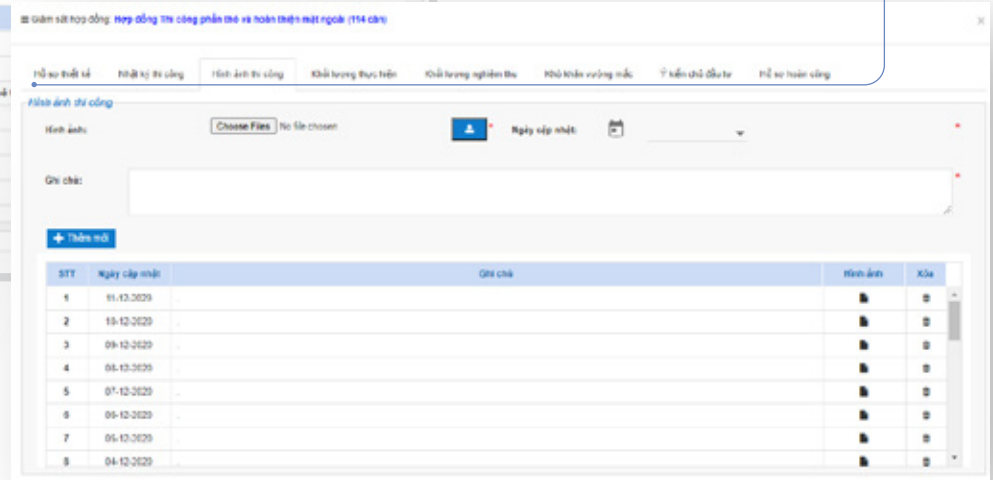 Giám sát hợp đồng: Hợp đồng Thi công phần thô và hoàn thiện mặt ngoài (114 căn)
Hồ sơ thiết kế Nhật ký thi công Hình ảnh thi công Khối lượng thực hiện Khối lượng nghiệm thu Khó khăn vướng mắc Ý kiến chủ đầu tư Hồ sơ hoàn công
Hình ảnh thi công
Hình ảnh: Choose Files No file chosen * Ngày cập nhật: *
Ghi chú: *
+ Thêm mới
STT Ngày cập nhật Ghi chú Hình ảnh Xóa
1 11-12-2020 .
2 10-12-2020 .
3 09-12-2020 .
4 08-12-2020 .
5 07-12-2020 .
6 06-12-2020 .
7 05-12-2020 .
8 04-12-2020 .